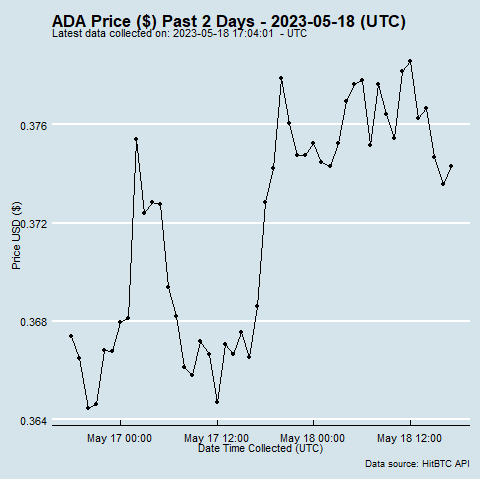 ADA Price ($) Past 2 Days - 2023-05-18 (UTC)
Latest data collected on: 2023-05-18 17:04:01 - UTC
0.376
0.372
0.368
0.364
Price USD ($)
May 17 00:00 May 17 12:00 May 18 00:00 May 18 12:00
Date Time Collected (UTC)
Data source: HitBTC API